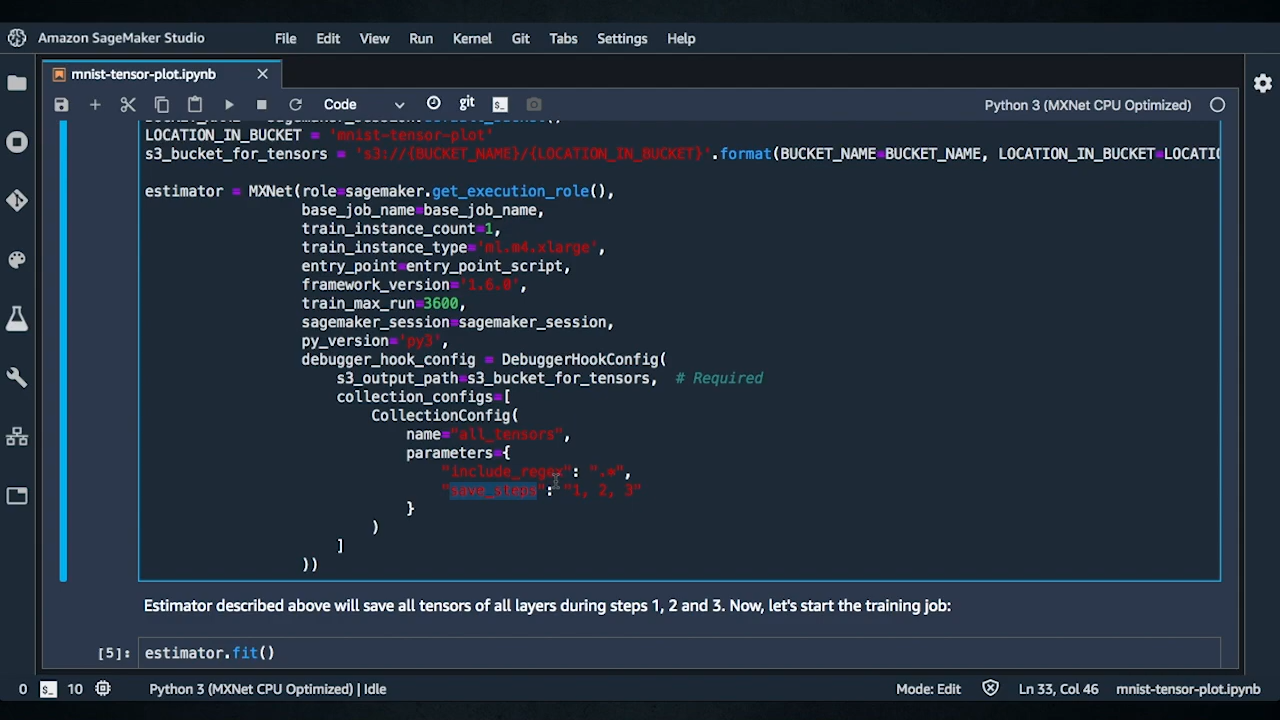 Amazon SageMaker Studio File Edit View Run Kernel Git Tabs Settings Help
mnist-tensor-plot.ipynb
Code git Python 3 (MXNet CPU Optimized)
LOCATION_IN_BUCKET = 'mnist-tensor-plot'
s3_bucket_for_tensors = 's3://{BUCKET_NAME}/{LOCATION_IN_BUCKET}'.format(BUCKET_NAME=BUCKET_NAME, LOCATION_IN_BUCKET=LOCATIO
estimator = MXNet(role=sagemaker.get_execution_role(),
base_job_name=base_job_name,
train_instance_count=1,
train_instance_type='ml.m4.xlarge',
entry_point=entry_point_script,
framework_version='1.6.0',
train_max_run=3600,
sagemaker_session=sagemaker_session,
py_version='py3',
debugger_hook_config = DebuggerHookConfig(
s3_output_path=s3_bucket_for_tensors, # Required
collection_configs=[
CollectionConfig(
name="all_tensors",
parameters={
"include_regex": ".*",
"save_steps": "1, 2, 3"
}
)
]
))
Estimator described above will save all tensors of all layers during steps 1, 2 and 3. Now, let's start the training job:
[5]: estimator.fit()
0 10 Python 3 (MXNet CPU Optimized) | Idle Mode: Edit Ln 33, Col 46 mnist-tensor-plot.ipynb